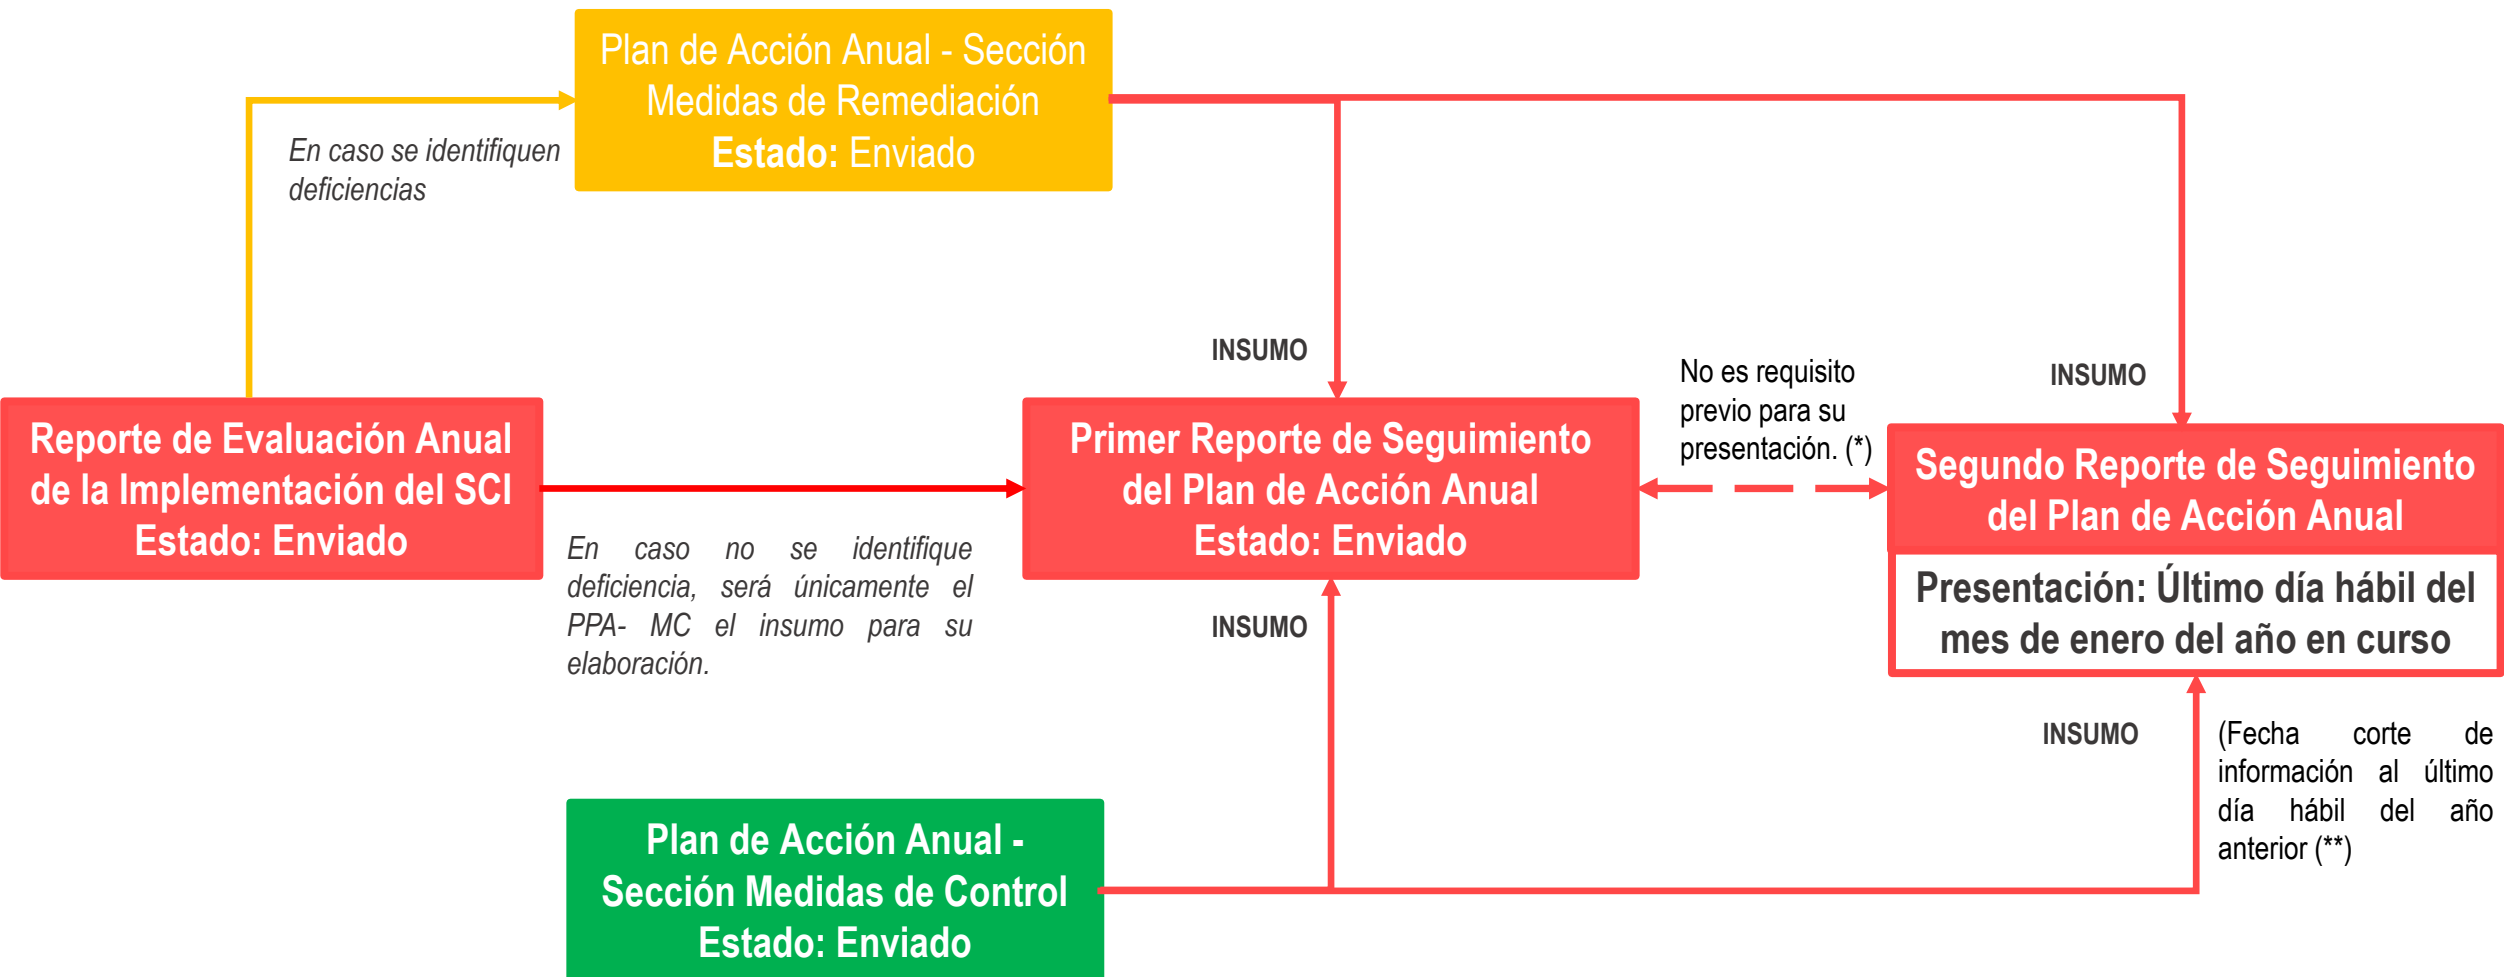 Plan de Acción Anual - Sección
Medidas de Remediación
Estado: Enviado
En caso se identifiquen
deficiencias
INSUMO
INSUMO
No es requisito
previo para su
presentación. (*)
Reporte de Evaluación Anual
de la Implementación del SCI
Estado: Enviado
En caso no se identifique
deficiencia, será únicamente el
PPA- MC el insumo para su
elaboración.
Primer Reporte de Seguimiento
del Plan de Acción Anual
Estado: Enviado
Segundo Reporte de Seguimiento
del Plan de Acción Anual
Presentación: Último día hábil del
mes de enero del año en curso
INSUMO
INSUMO
(Fecha corte de
información al último
día hábil del año
anterior (**)
Plan de Acción Anual -
Sección Medidas de Control
Estado: Enviado